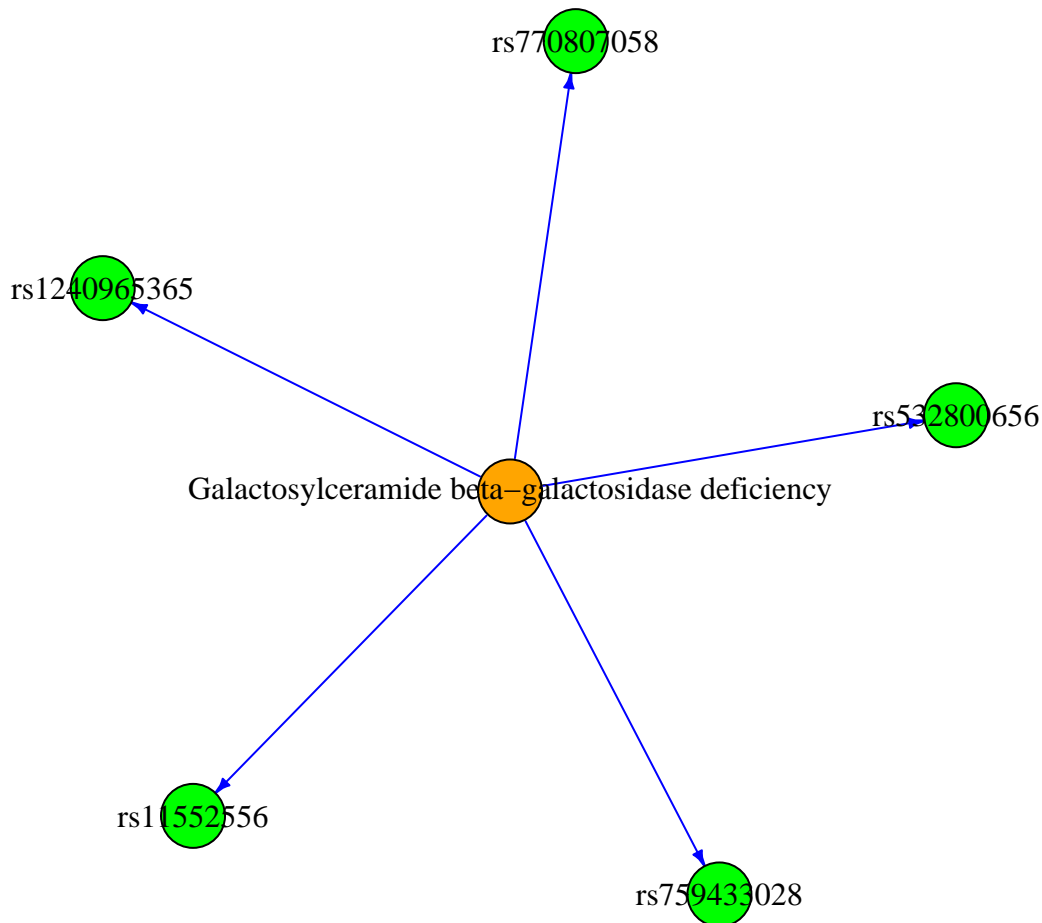 rs770807058
rs1240965365
rs532800656
Galactosylceramide beta−galactosidase deficiency
rs11552556
rs759433028